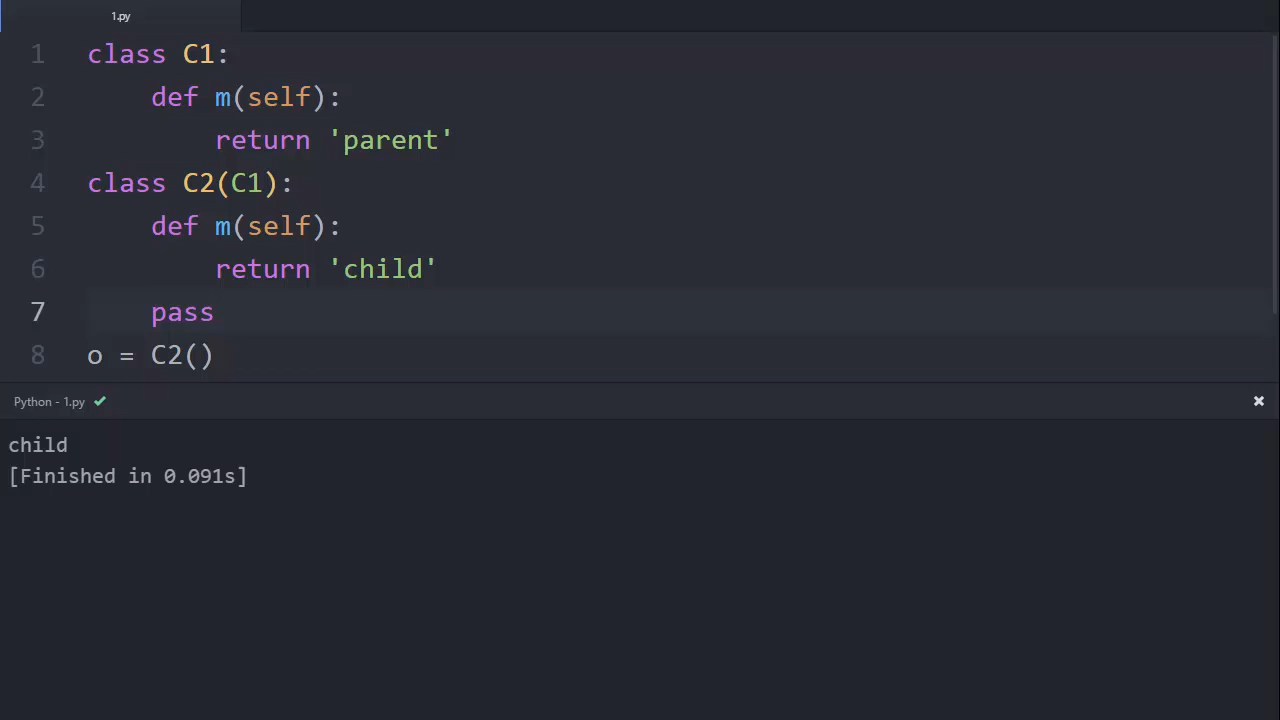 1.py
1 class C1:
2     def m(self):
3         return 'parent'
4 class C2(C1):
5     def m(self):
6         return 'child'
7     pass
8 o = C2()
Python - 1.py ✔ ✖
child
[Finished in 0.091s]